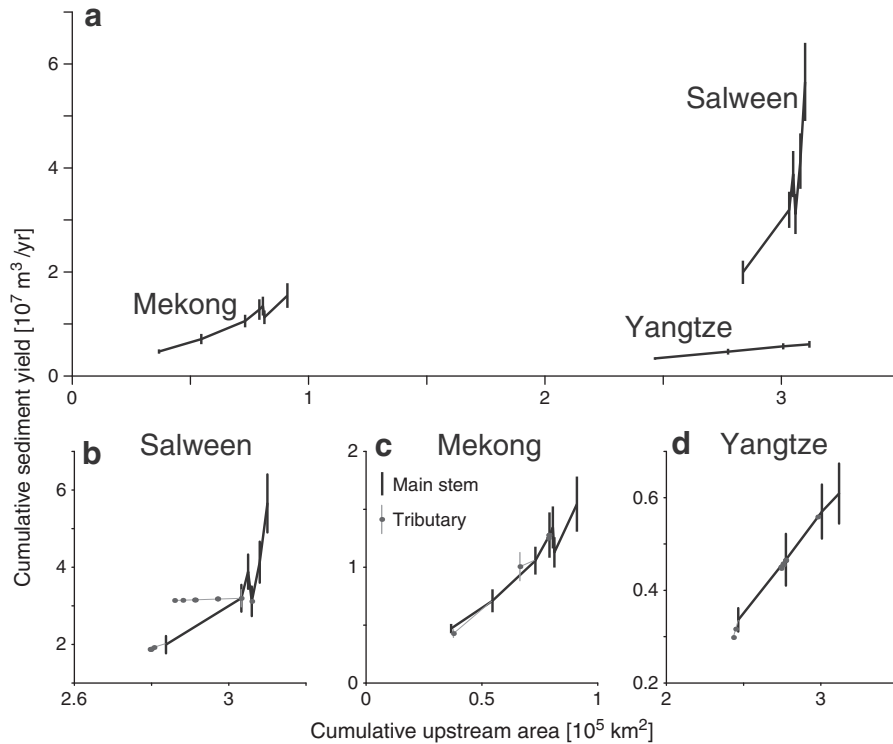 a
6
4
2
0
Salween
Mekong
Yangtze
0 1 2 3
Cumulative sediment yield [10⁷ m³ /yr]
b Salween
6
4
2
2.6 3
c Mekong
2
1
0
Main stem
Tributary
0 0.5 1
d Yangtze
0.6
0.4
0.2
2 3
Cumulative upstream area [10⁵ km²]